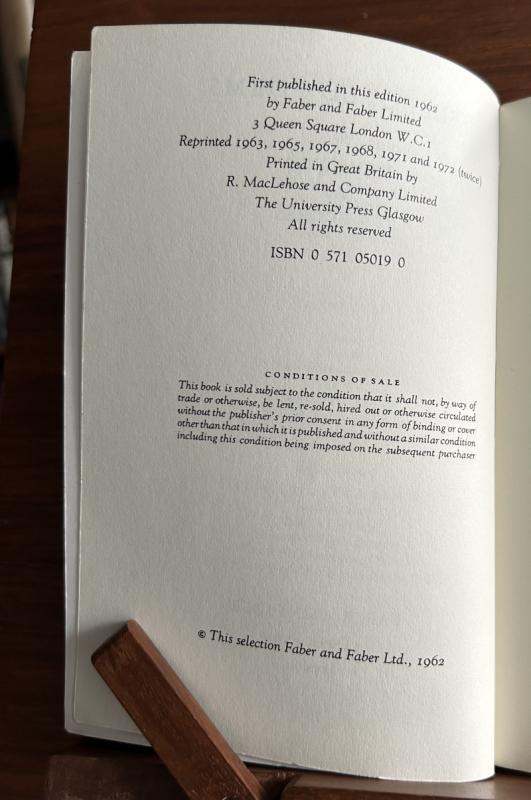 First published in this edition 1962
by Faber and Faber Limited
3 Queen Square London W.C.1
Reprinted 1963, 1965, 1967, 1968, 1971 and 1972 (twice)
Printed in Great Britain by
R. MacLehose and Company Limited
The University Press Glasgow
All rights reserved
ISBN 0 571 05019 0
CONDITIONS OF SALE
This book is sold subject to the condition that it shall not, by way of
trade or otherwise, be lent, re-sold, hired out or otherwise circulated
without the publisher's prior consent in any form of binding or cover
other than that in which it is published and without a similar condition
including this condition being imposed on the subsequent purchaser
© This selection Faber and Faber Ltd., 1962